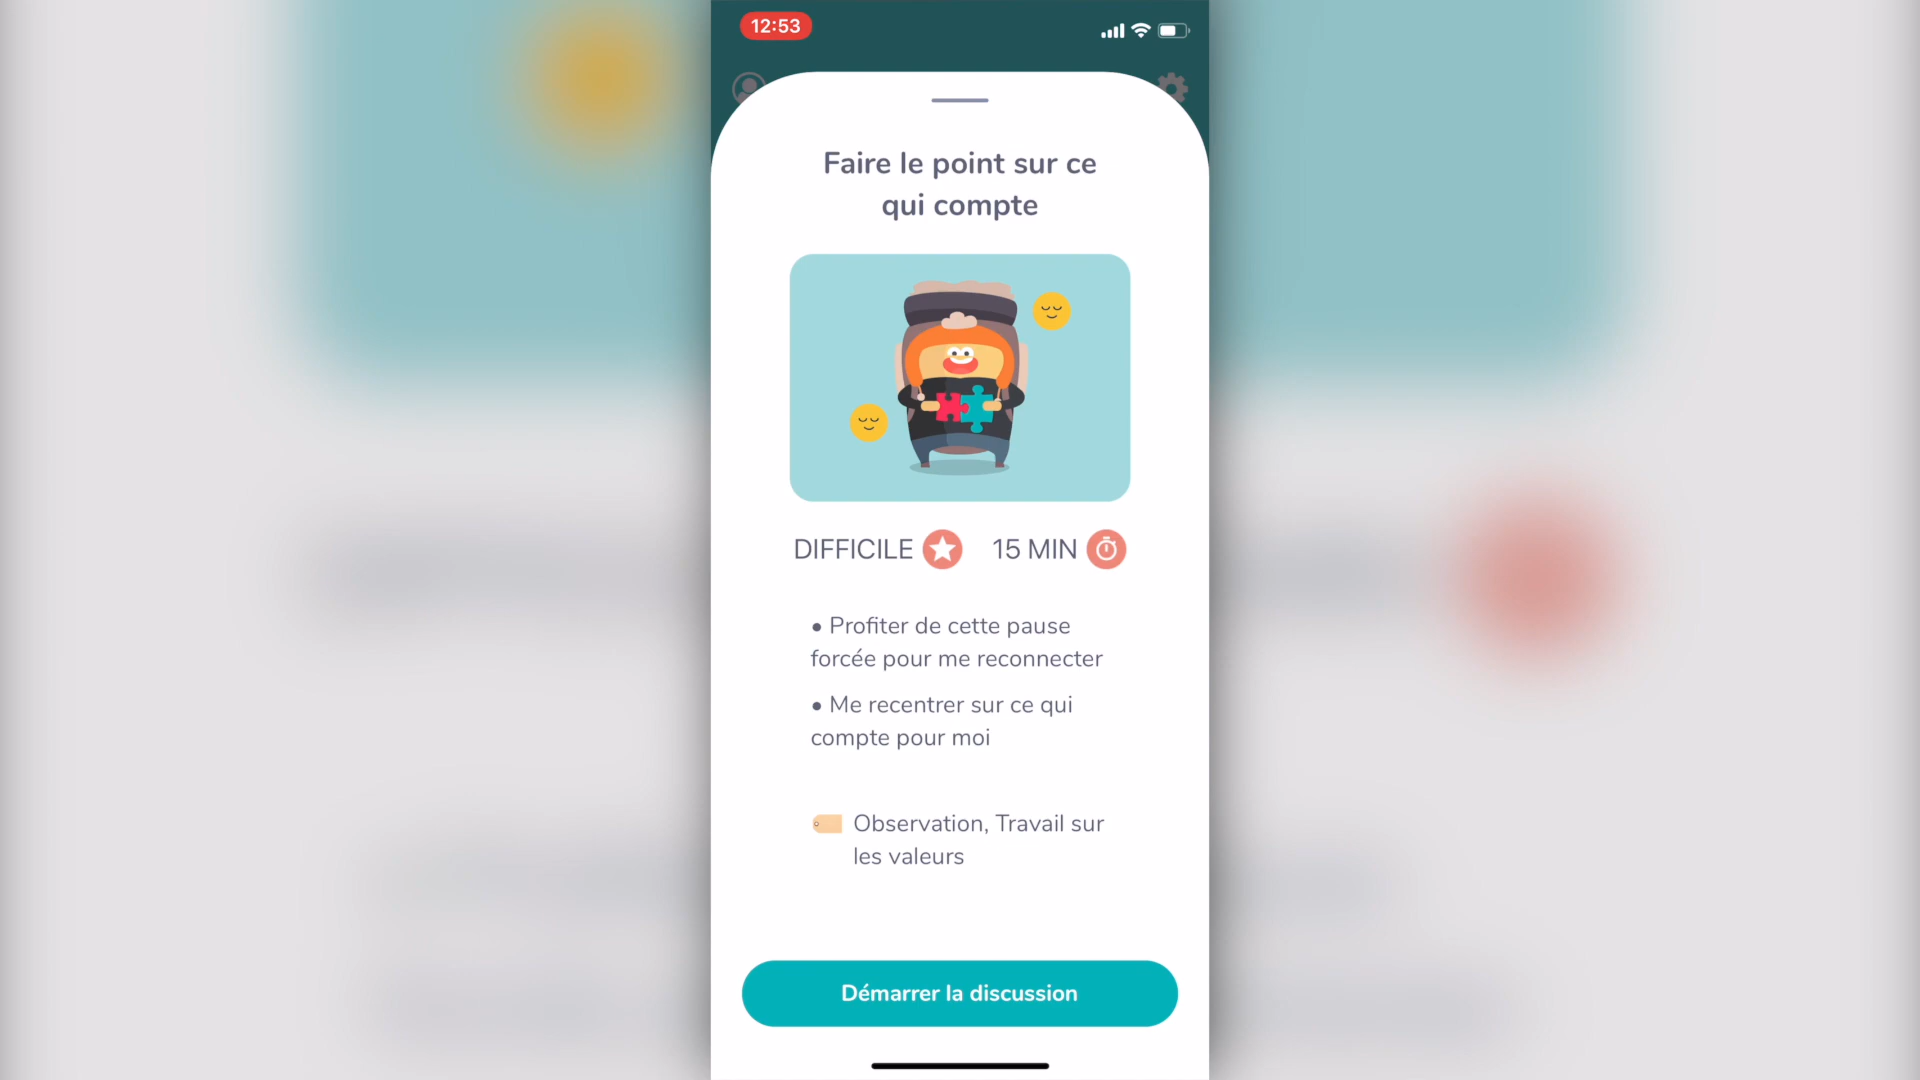 12:53
Faire le point sur ce
qui compte
DIFFICILE 15 MIN
• Profiter de cette pause
forcée pour me reconnecter
• Me recentrer sur ce qui
compte pour moi
Observation, Travail sur
les valeurs
Démarrer la discussion